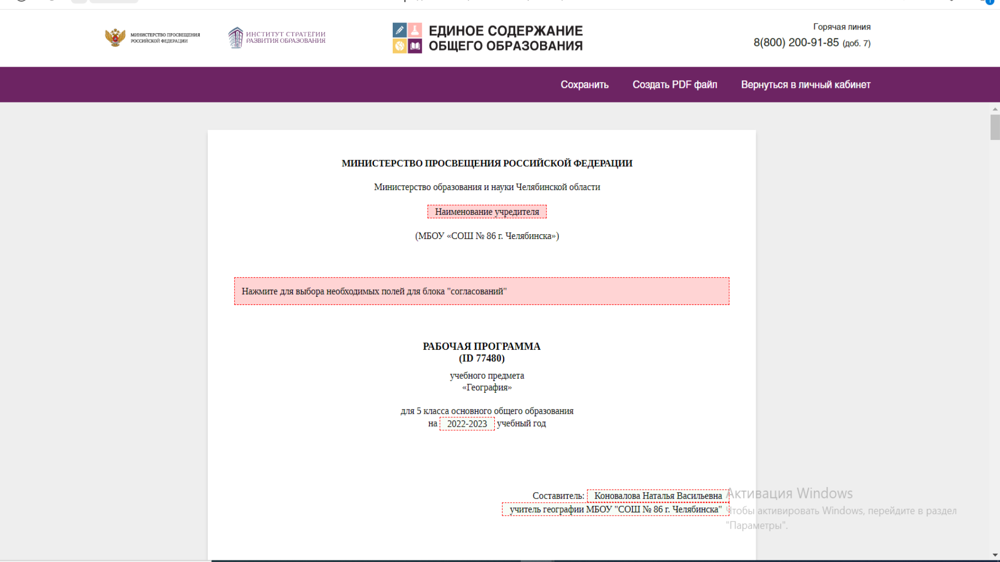 МИНИСТЕРСТВО ПРОСВЕЩЕНИЯ
РОССИЙСКОЙ ФЕДЕРАЦИИ
ИНСТИТУТ СТРАТЕГИИ
РАЗВИТИЯ ОБРАЗОВАНИЯ
ЕДИНОЕ СОДЕРЖАНИЕ
ОБЩЕГО ОБРАЗОВАНИЯ
Горячая линия
8(800) 200-91-85 (доб. 7)
Сохранить Создать PDF файл Вернуться в личный кабинет
МИНИСТЕРСТВО ПРОСВЕЩЕНИЯ РОССИЙСКОЙ ФЕДЕРАЦИИ
Министерство образования и науки Челябинской области
Наименование учредителя
(МБОУ «СОШ № 86 г. Челябинска»)
Нажмите для выбора необходимых полей для блока "согласований"
РАБОЧАЯ ПРОГРАММА
(ID 77480)
учебного предмета
«География»
для 5 класса основного общего образования
на 2022-2023 учебный год
Составитель: Коновалова Наталья Васильевна
учитель географии МБОУ "СОШ № 86 г. Челябинска"
Активация Windows
Чтобы активировать Windows, перейдите в раздел
"Параметры".